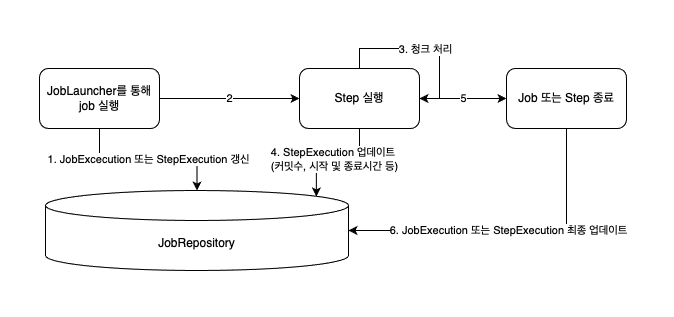 3. 청크 처리
JobLauncher를 통해
job 실행
2
Step 실행
5
Job 또는 Step 종료
1. JobExcecution 또는 StepExecution 갱신
4. StepExecution 업데이트
(커밋수, 시작 및 종료시간 등)
6. JobExecution 또는 StepExecution 최종 업데이트
JobRepository